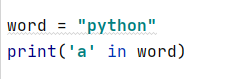 word = "python"
print('a' in word)